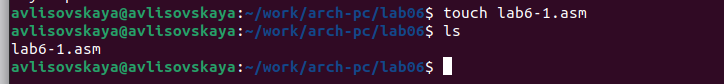 avlisovskaya@avlisovskaya:~/work/arch-pc/lab06$ touch lab6-1.asm
avlisovskaya@avlisovskaya:~/work/arch-pc/lab06$ ls
lab6-1.asm
avlisovskaya@avlisovskaya:~/work/arch-pc/lab06$